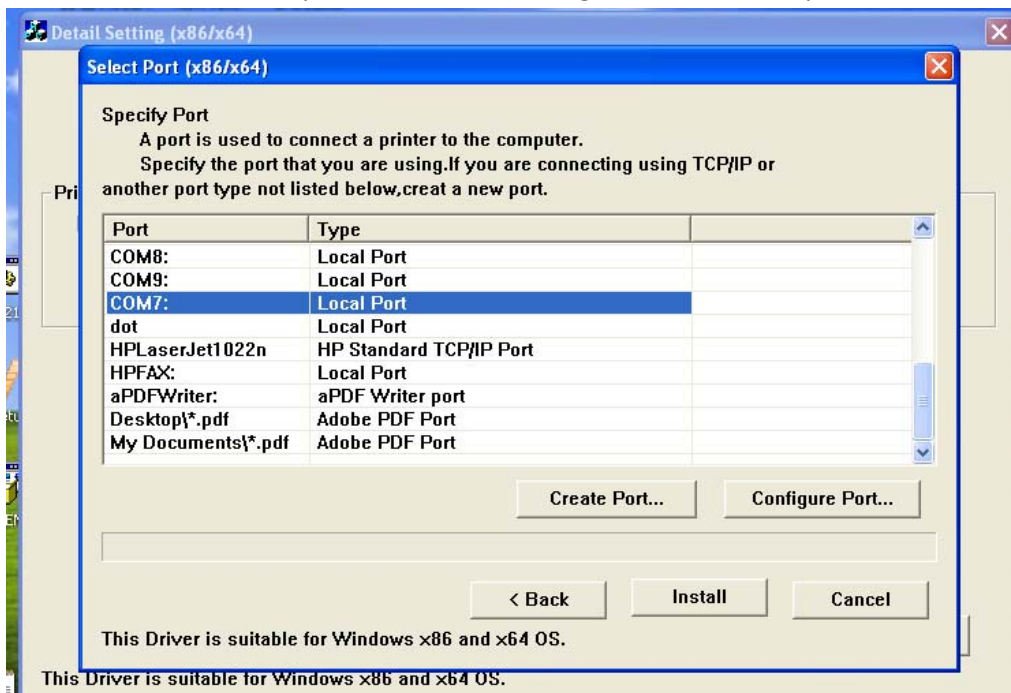 Detail Setting (x86/x64)
Select Port (x86/x64)
Specify Port
A port is used to connect a printer to the computer.
Specify the port that you are using.If you are connecting using TCP/IP or
another port type not listed below,creat a new port.
Pri
Port Type
COM8: Local Port
COM9: Local Port
COM7: Local Port
dot Local Port
HPLaserJet1022n HP Standard TCP/IP Port
HPFAX: Local Port
aPDFWriter: aPDF Writer port
Desktop\*.pdf Adobe PDF Port
My Documents\*.pdf Adobe PDF Port
Create Port... Configure Port...
< Back Install Cancel
This Driver is suitable for Windows x86 and x64 OS.
This Driver is suitable for Windows x86 and x64 OS.